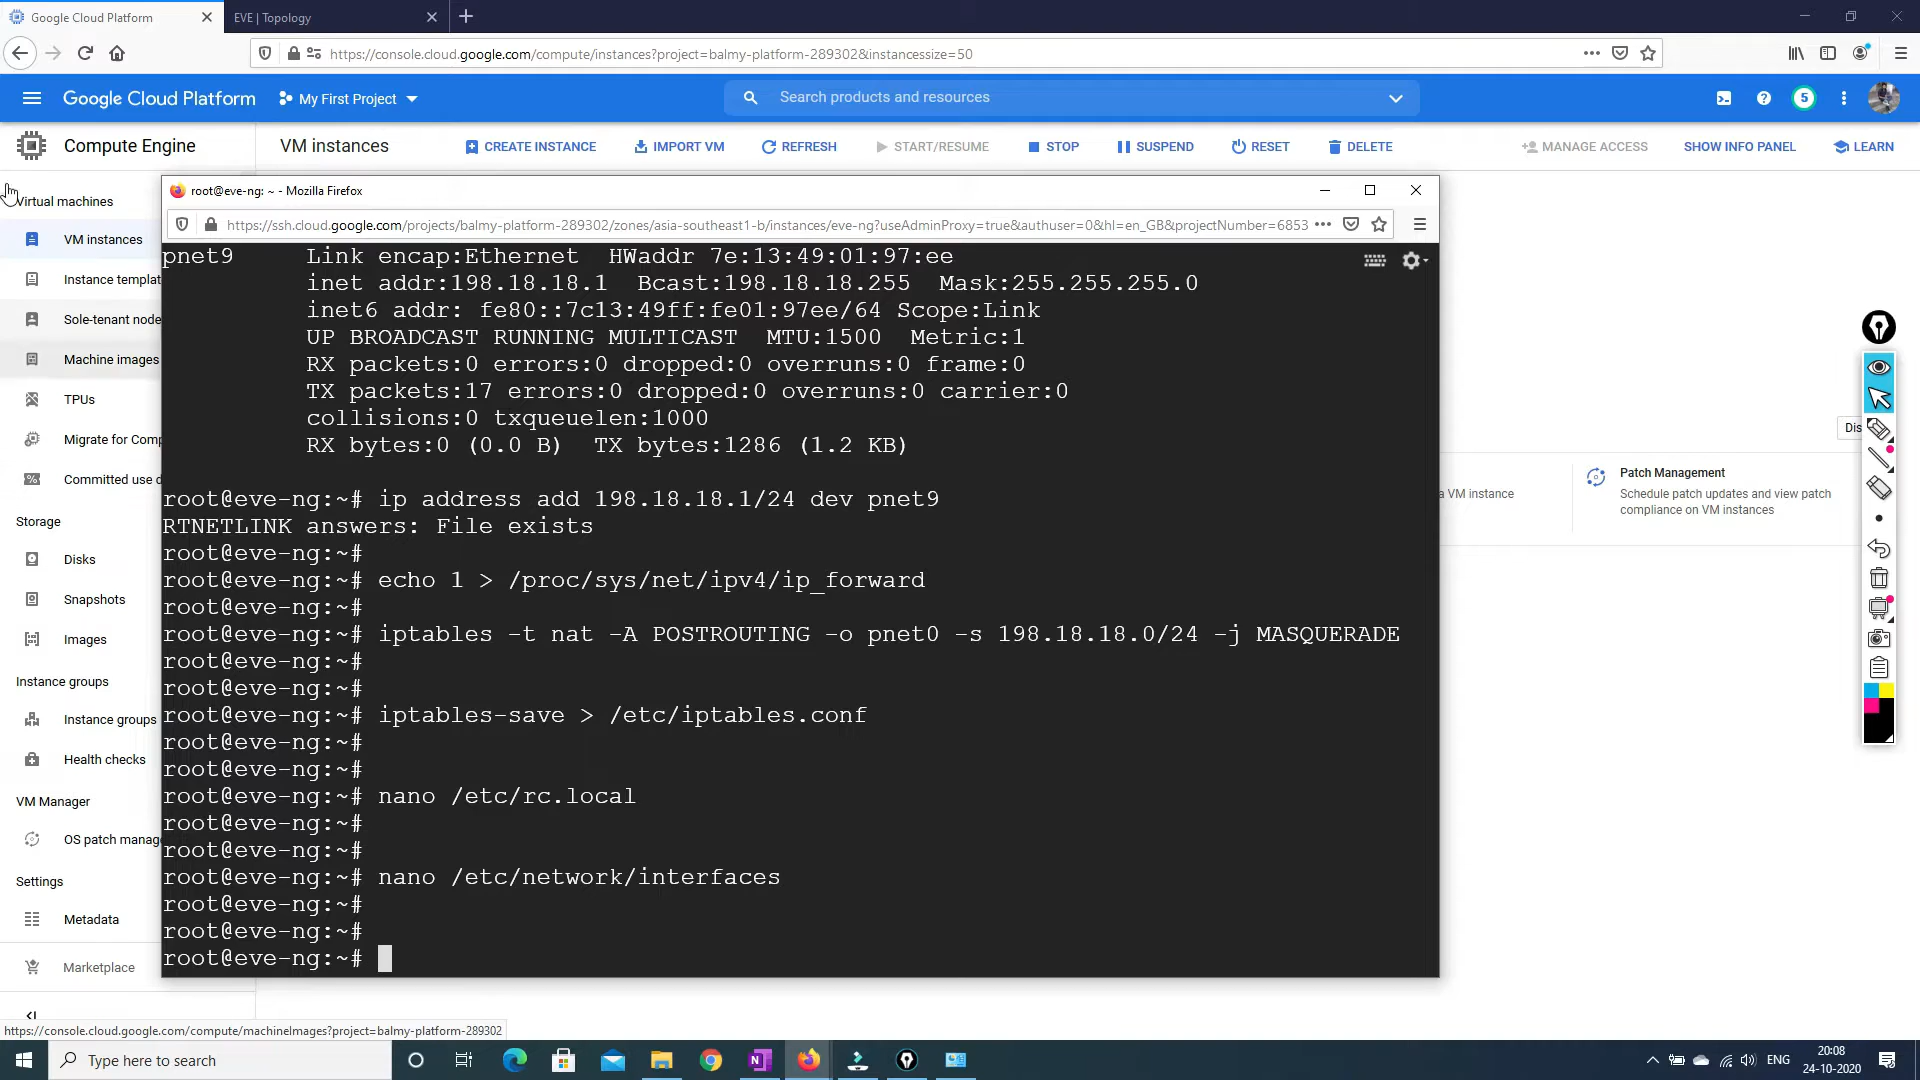 Google Cloud Platform
EVE | Topology
https://console.cloud.google.com/compute/instances?project=balmy-platform-289302&instancessize=50
Google Cloud Platform
My First Project
Search products and resources
5
Compute Engine
VM instances
CREATE INSTANCE
IMPORT VM
REFRESH
START/RESUME
STOP
SUSPEND
RESET
DELETE
MANAGE ACCESS
SHOW INFO PANEL
LEARN
Virtual machines
VM instances
Instance templat
Sole-tenant node
Machine images
TPUs
Migrate for Comp
Committed use d
Storage
Disks
Snapshots
Images
Instance groups
Instance groups
Health checks
VM Manager
OS patch manag
Settings
Metadata
Marketplace
root@eve-ng: ~ - Mozilla Firefox
https://ssh.cloud.google.com/projects/balmy-platform-289302/zones/asia-southeast1-b/instances/eve-ng?useAdminProxy=true&authuser=0&hl=en_GB&projectNumber=6853
pnet9 Link encap:Ethernet HWaddr 7e:13:49:01:97:ee
inet addr:198.18.18.1 Bcast:198.18.18.255 Mask:255.255.255.0
inet6 addr: fe80::7c13:49ff:fe01:97ee/64 Scope:Link
UP BROADCAST RUNNING MULTICAST MTU:1500 Metric:1
RX packets:0 errors:0 dropped:0 overruns:0 frame:0
TX packets:17 errors:0 dropped:0 overruns:0 carrier:0
collisions:0 txqueuelen:1000
RX bytes:0 (0.0 B) TX bytes:1286 (1.2 KB)
root@eve-ng:~# ip address add 198.18.18.1/24 dev pnet9
RTNETLINK answers: File exists
root@eve-ng:~#
root@eve-ng:~# echo 1 > /proc/sys/net/ipv4/ip_forward
root@eve-ng:~#
root@eve-ng:~# iptables -t nat -A POSTROUTING -o pnet0 -s 198.18.18.0/24 -j MASQUERADE
root@eve-ng:~#
root@eve-ng:~#
root@eve-ng:~# iptables-save > /etc/iptables.conf
root@eve-ng:~#
root@eve-ng:~#
root@eve-ng:~# nano /etc/rc.local
root@eve-ng:~#
root@eve-ng:~#
root@eve-ng:~# nano /etc/network/interfaces
root@eve-ng:~#
root@eve-ng:~#
root@eve-ng:~#
Dis
a VM instance
Patch Management
Schedule patch updates and view patch
compliance on VM instances
https://console.cloud.google.com/compute/machineImages?project=balmy-platform-289302
Type here to search
ENG
20:08
24-10-2020